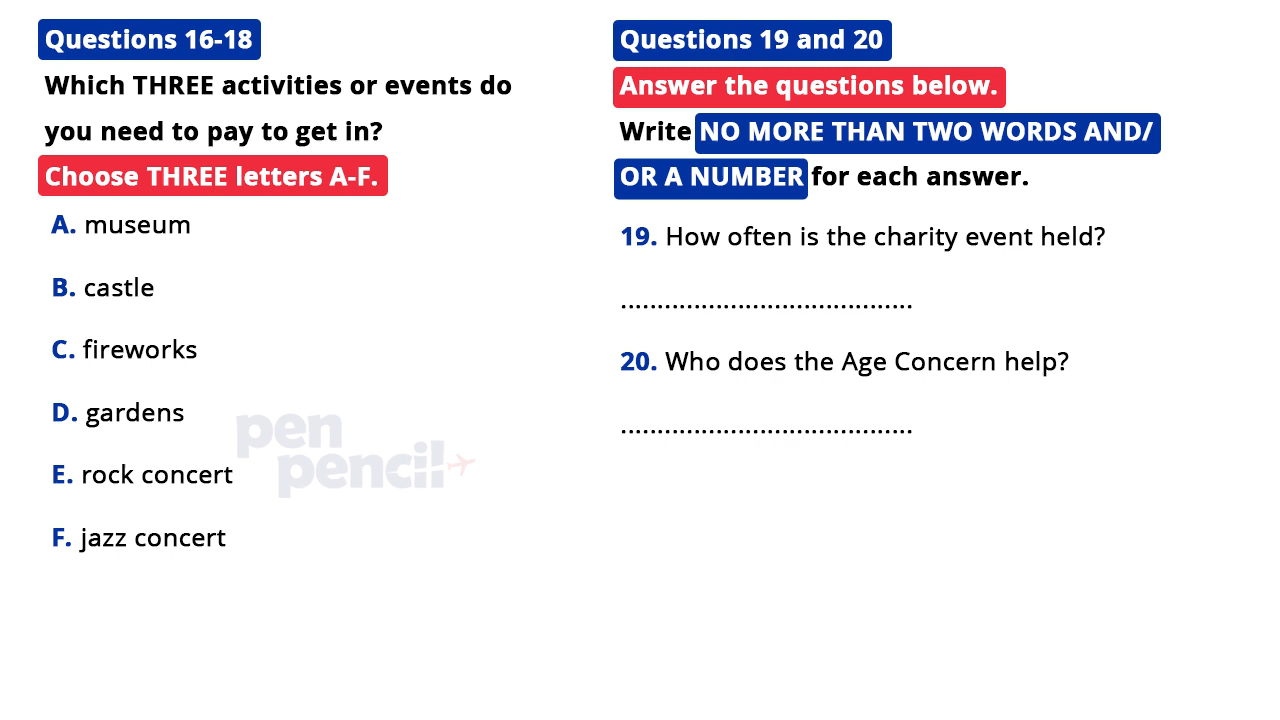 Questions 16-18
Which THREE activities or events do
you need to pay to get in?
Choose THREE letters A-F.
A. museum
B. castle
C. fireworks
D. gardens
E. rock concert
F. jazz concert
pen
pencil
Questions 19 and 20
Answer the questions below.
Write NO MORE THAN TWO WORDS AND/
OR A NUMBER for each answer.
19. How often is the charity event held?
........................................
20. Who does the Age Concern help?
........................................